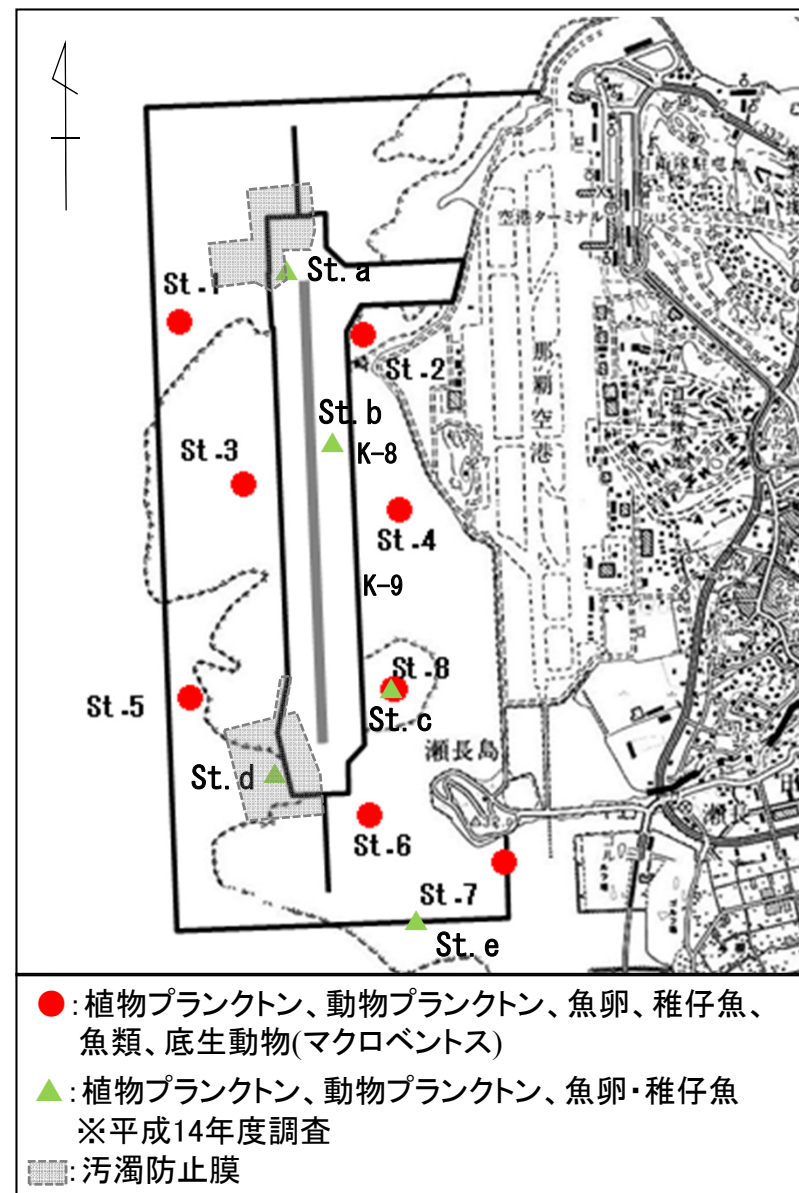 空港ターミナル
St. a
St.1
那覇空港
St.2
St. b
St.3
K-8
St.4
K-9
St.8
St.5
St. c
瀬長島
St. d
St.6
St.7
St. e
●:植物プランクトン、動物プランクトン、魚卵、稚仔魚、
魚類、底生動物(マクロベントス)
▲:植物プランクトン、動物プランクトン、魚卵・稚仔魚
※平成14年度調査
:汚濁防止膜